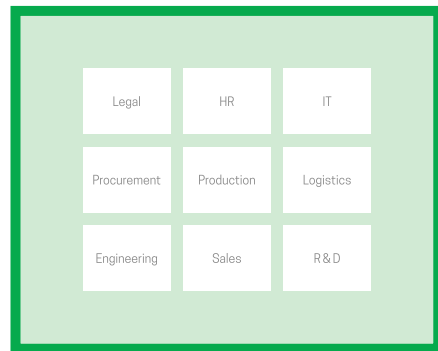 Legal
HR
IT
Procurement
Production
Logistics
Engineering
Sales
R & D